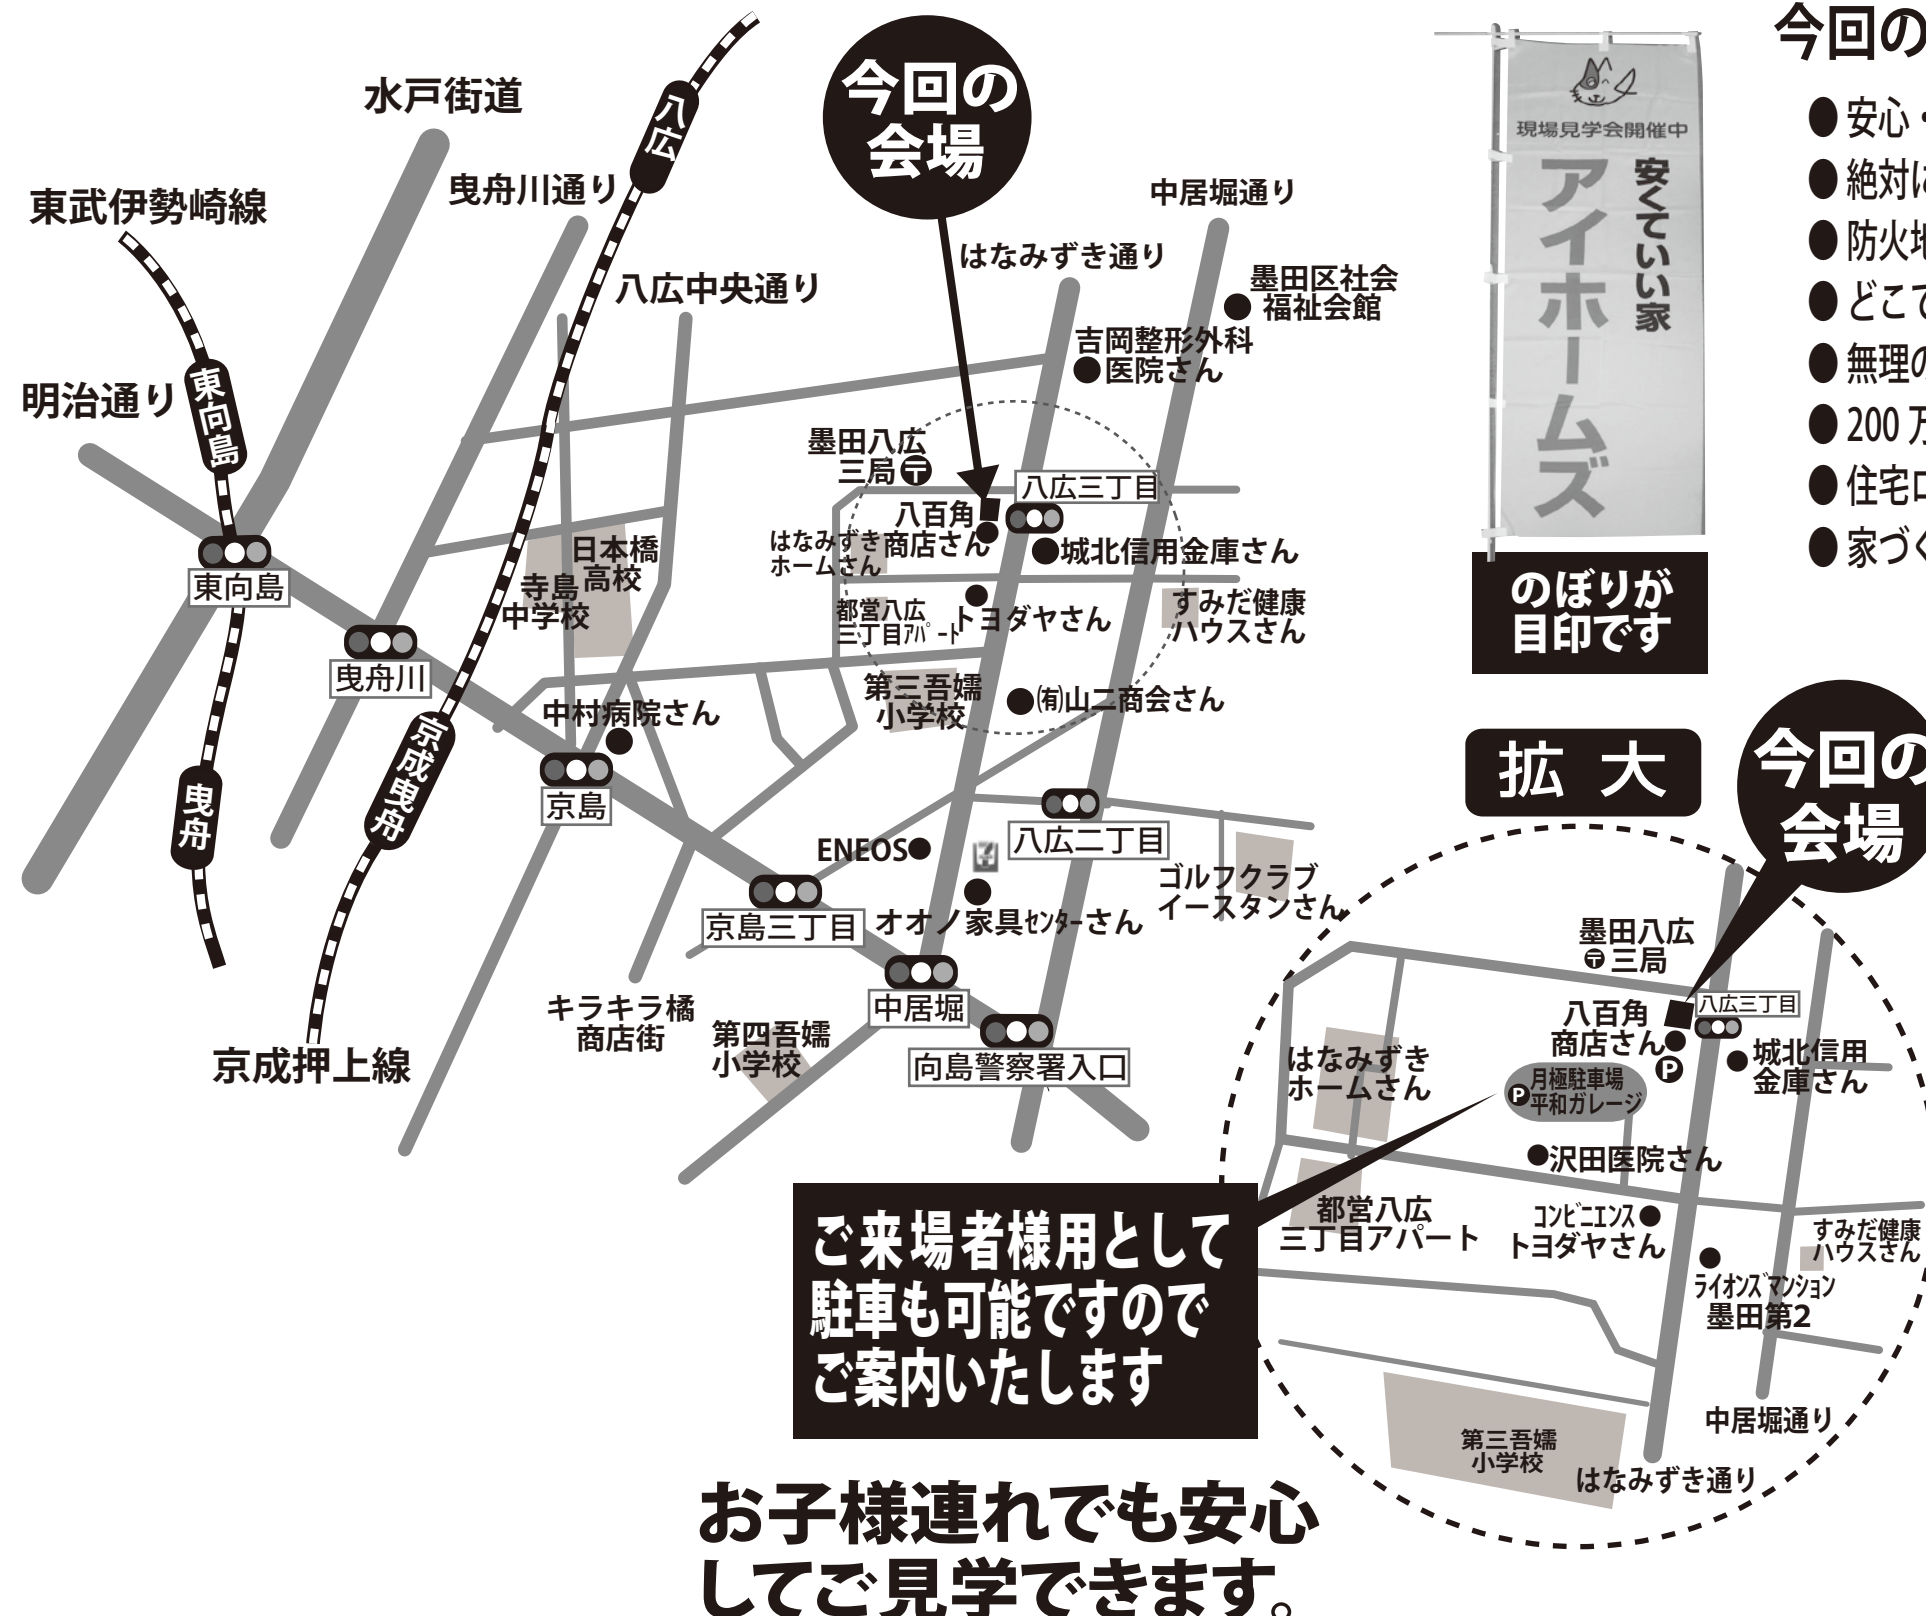 水戸街道
八広
今回の
会場
東武伊勢崎線
曳舟川通り
中居堀通り
はなみずき通り
八広中央通り
墨田区社会
福祉会館
吉岡整形外科
医院さん
明治通り
東向島
墨田八広
三局〒
八広三丁目
八百角
商店さん
はなみずき
ホームさん
城北信用金庫さん
日本橋
高校
寺島
中学校
東向島
都営八広
三丁目アパート
トヨダヤさん
すみだ健康
ハウスさん
曳舟川
第三吾嬬
小学校
㈲山二商会さん
中村病院さん
京成曳舟
曳舟
京島
八広二丁目
ENEOS
ゴルフクラブ
イースタンさん
京島三丁目
オオノ家具センターさん
中居堀
キラキラ橘
商店街
第四吾嬬
小学校
向島警察署入口
京成押上線
現場見学会開催中
安くていい家
アイホームズ
のぼりが
目印です
今回の
安心・
絶対に
防火地
どこで
無理の
200 万
住宅ロ
家づく
拡大
今回の
会場
墨田八広
〒三局
八百角
商店さん
八広三丁目
P
はなみずき
ホームさん
城北信用
金庫さん
P
月極駐車場
平和ガレージ
沢田医院さん
都営八広
三丁目アパート
コンビニエンス
トヨダヤさん
すみだ健康
ハウスさん
ライオンズマンション
墨田第2
中居堀通り
第三吾嬬
小学校
はなみずき通り
ご来場者様用として
駐車も可能ですので
ご案内いたします
お子様連れでも安心
してご見学できます。